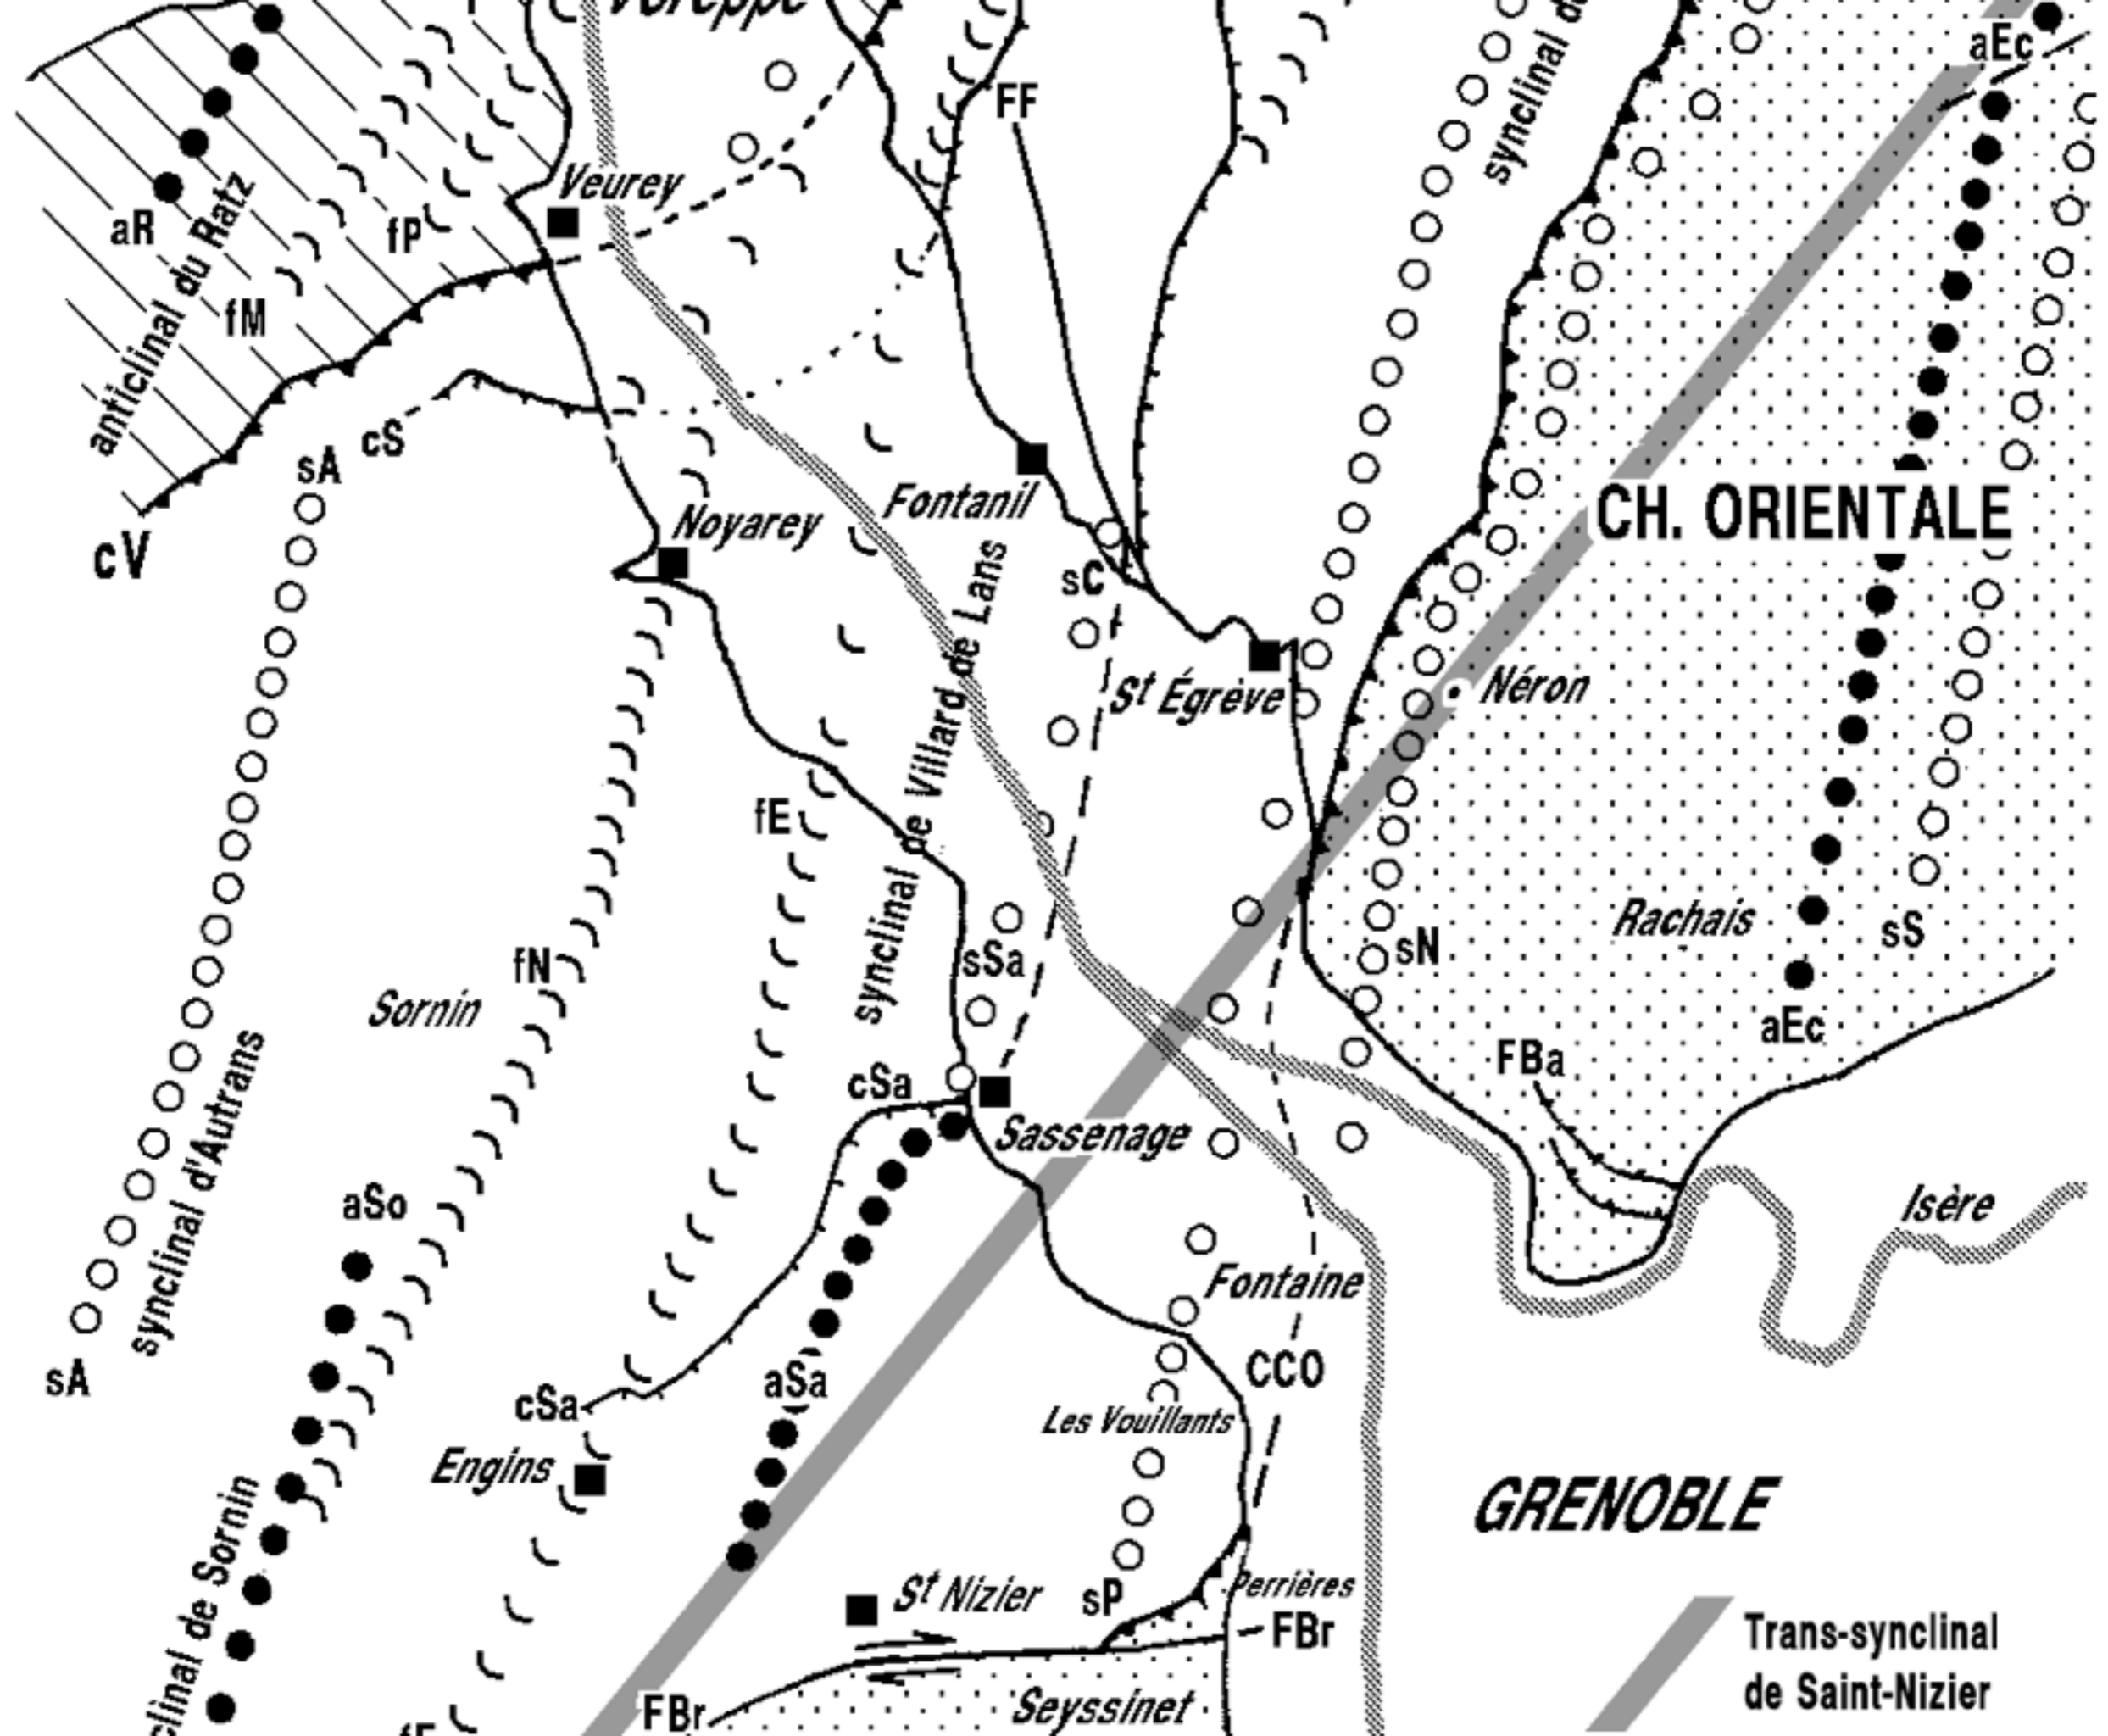 Voreppe
synclinal du
aEc
FF
Veurey
aR
fP
anticlinal du Ratz
fM
cS
sA
cV
Noyarey
Fontanil
CH. ORIENTALE
sC
St Égrève
Néron
fE
synclinal de Villard de Lans
Rachais
sS
sN
sSa
fN
Sornin
aEc
FBa
cSa
Sassenage
synclinal d'Autrans
aSo
Isère
Fontaine
sA
aSa
CCO
cSa
Les Vouillants
Engins
GRENOBLE
clinal de Sornin
St Nizier
sP
Perrières
FBr
Trans-synclinal
de Saint-Nizier
FBr
Seyssinet
fE